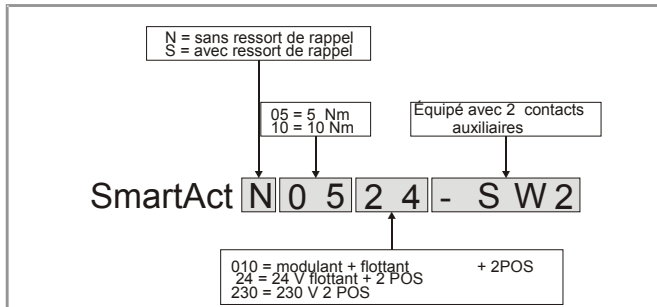 N = sans ressort de rappel
S = avec ressort de rappel
05 = 5 Nm
10 = 10 Nm
Équipé avec 2 contacts
auxiliaires
SmartAct N 0 5 2 4 - S W 2
010 = modulant + flottant + 2POS
24 = 24 V flottant + 2 POS
230 = 230 V 2 POS